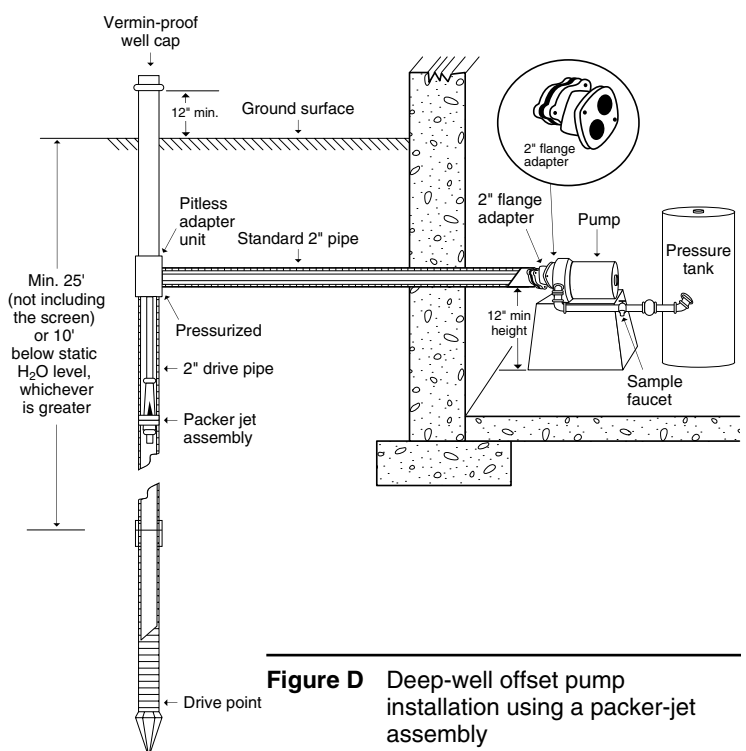 Vermin-proof
well cap
12" min.
Ground surface
2" flange
adapter
Pitless
adapter
unit
Standard 2" pipe
2" flange
adapter
Pump
Pressure
tank
Min. 25'
(not including
the screen)
or 10'
below static
H₂O level,
whichever
is greater
Pressurized
12" min
height
2" drive pipe
Sample
faucet
Packer jet
assembly
Drive point
Figure D Deep-well offset pump
installation using a packer-jet
assembly